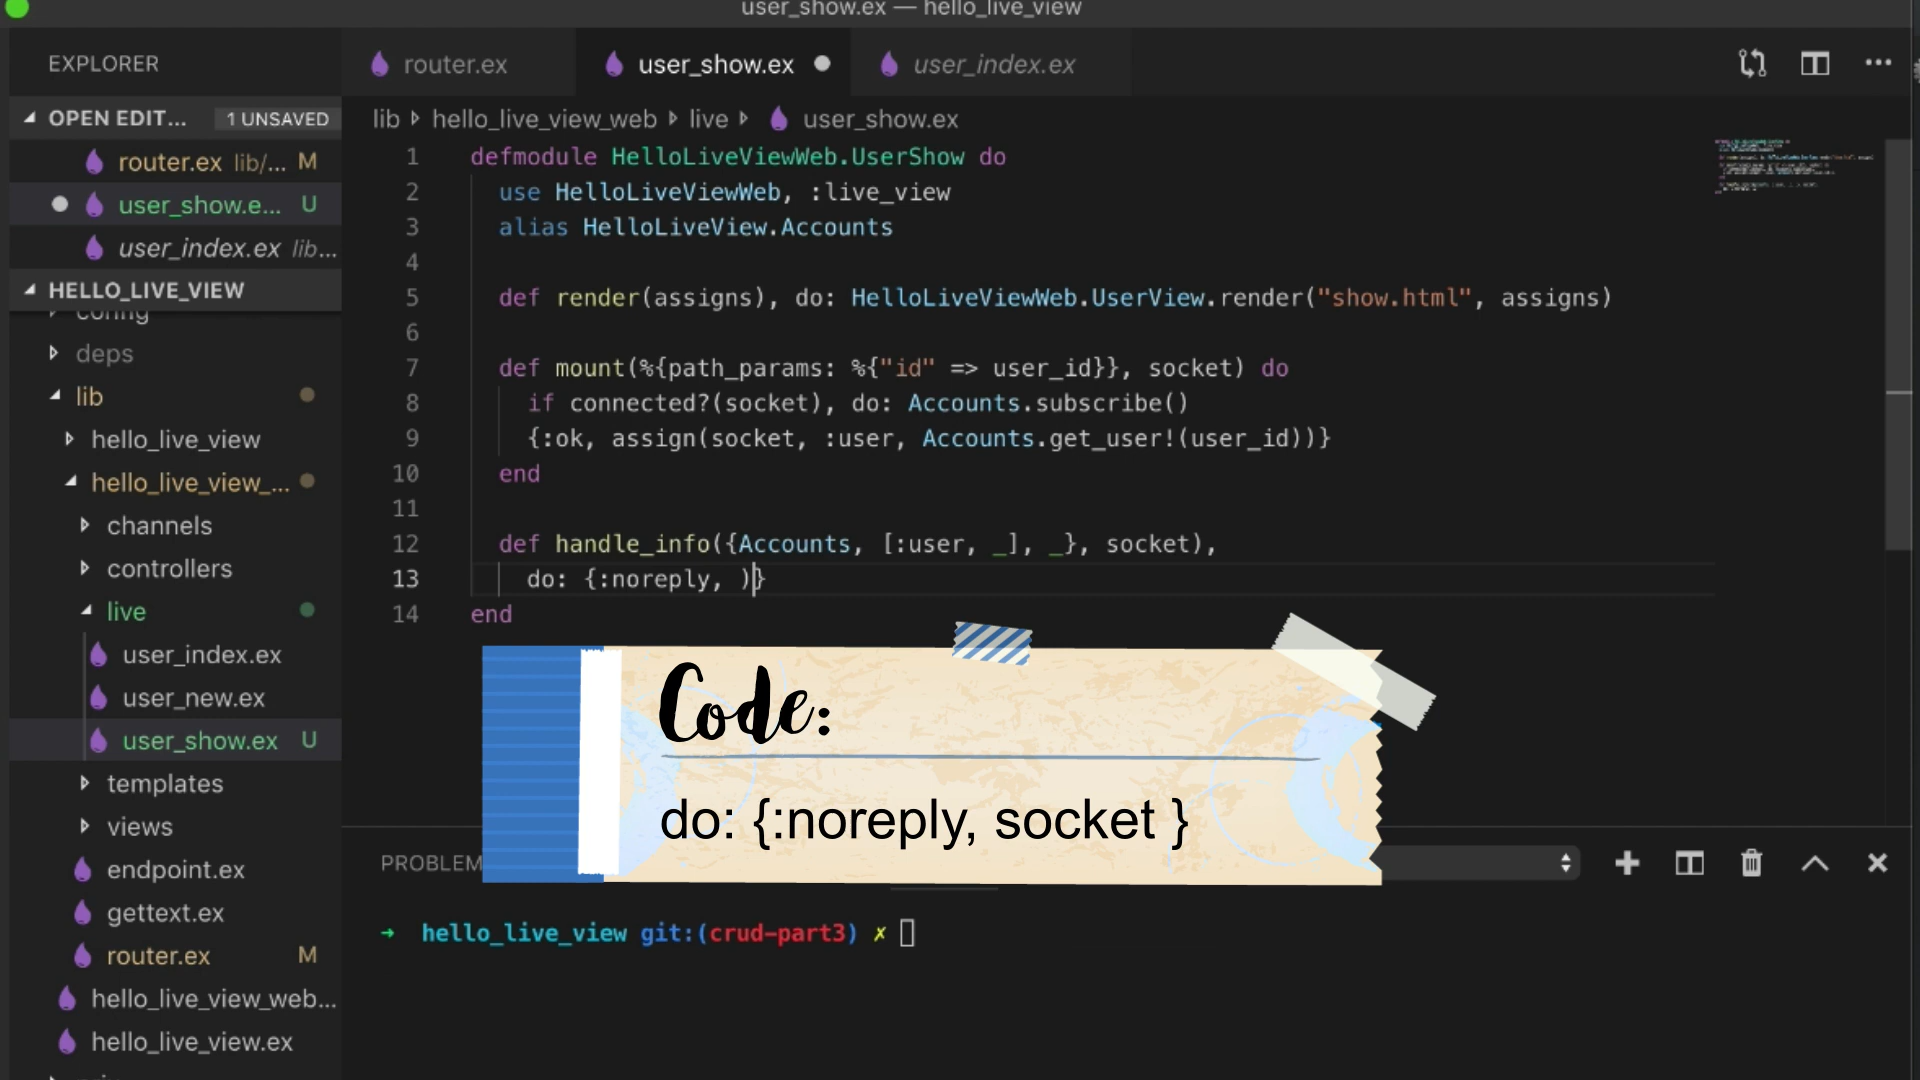 user_show.ex — hello_live_view
EXPLORER
router.ex
user_show.ex
user_index.ex
OPEN EDIT... 1 UNSAVED
router.ex lib/... M
user_show.e... U
user_index.ex lib...
HELLO_LIVE_VIEW
config
deps
lib
hello_live_view
hello_live_view_...
channels
controllers
live
user_index.ex
user_new.ex
user_show.ex U
templates
views
endpoint.ex
gettext.ex
router.ex M
hello_live_view_web...
hello_live_view.ex
lib hello_live_view_web live user_show.ex
1 defmodule HelloLiveViewWeb.UserShow do
2 use HelloLiveViewWeb, :live_view
3 alias HelloLiveView.Accounts
4
5 def render(assigns), do: HelloLiveViewWeb.UserView.render("show.html", assigns)
6
7 def mount(%{path_params: %{"id" => user_id}}, socket) do
8 if connected?(socket), do: Accounts.subscribe()
9 {:ok, assign(socket, :user, Accounts.get_user!(user_id))}
10 end
11
12 def handle_info({Accounts, [:user, _], _}, socket),
13 do: {:noreply, )}
14 end
Code:
do: {:noreply, socket }
PROBLEM
➜ hello_live_view git:(crud-part3) ✗